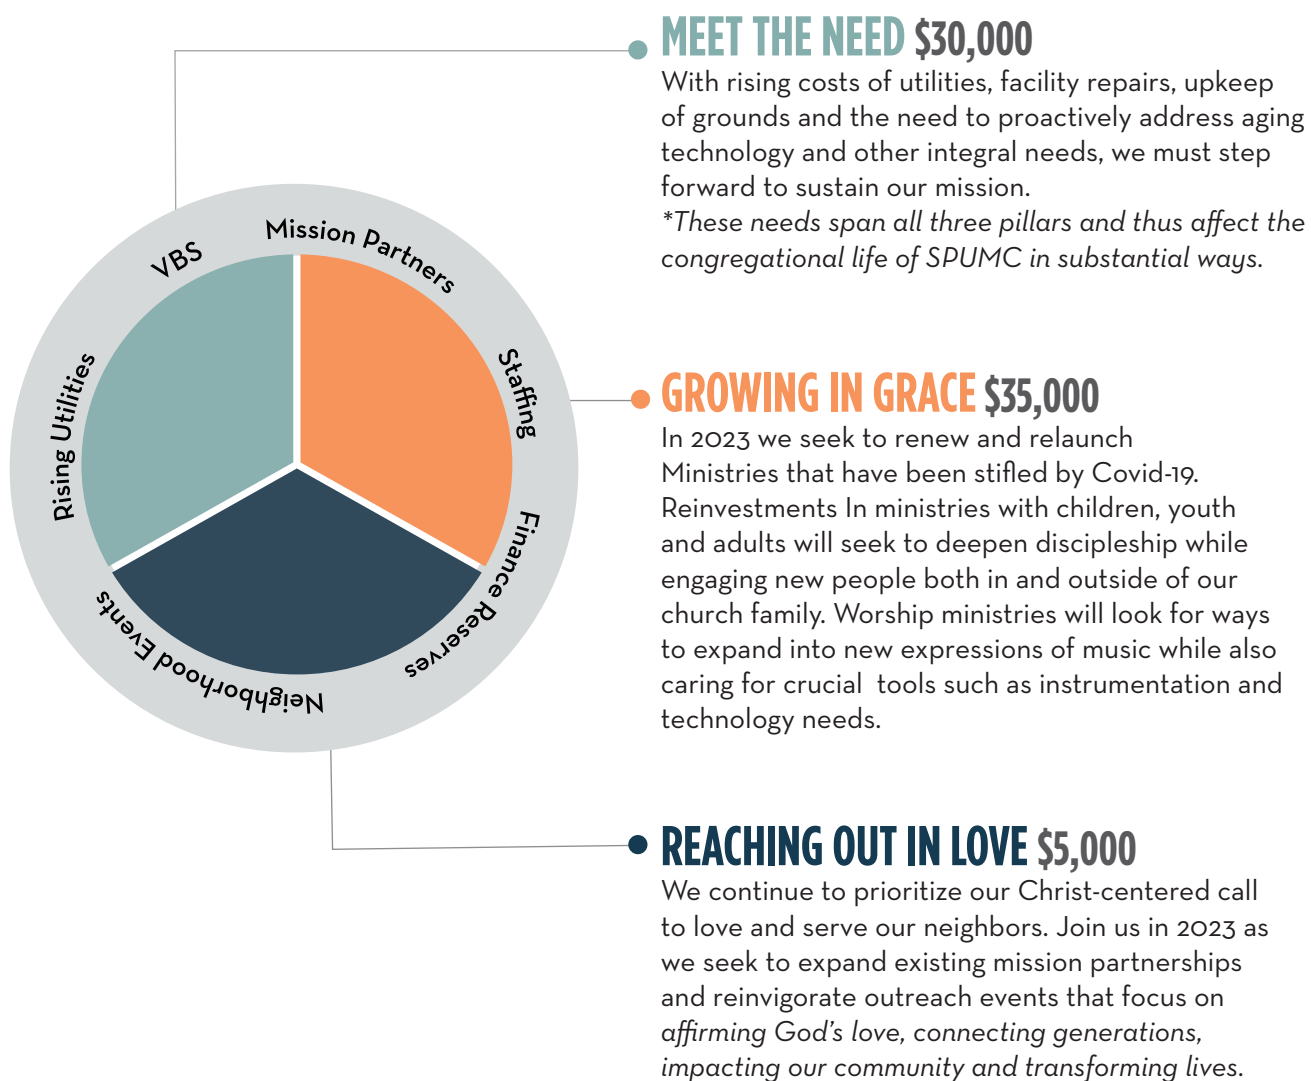 MEET THE NEED $30,000
With rising costs of utilities, facility repairs, upkeep
of grounds and the need to proactively address aging
technology and other integral needs, we must step
forward to sustain our mission.
*These needs span all three pillars and thus affect the
congregational life of SPUMC in substantial ways.
VBS
Mission Partners
Staffing
Finance Reserves
Neighborhood Events
Rising Utilities
GROWING IN GRACE $35,000
In 2023 we seek to renew and relaunch
Ministries that have been stifled by Covid-19.
Reinvestments In ministries with children, youth
and adults will seek to deepen discipleship while
engaging new people both in and outside of our
church family. Worship ministries will look for ways
to expand into new expressions of music while also
caring for crucial  tools such as instrumentation and
technology needs.
REACHING OUT IN LOVE $5,000
We continue to prioritize our Christ-centered call
to love and serve our neighbors. Join us in 2023 as
we seek to expand existing mission partnerships
and reinvigorate outreach events that focus on
affirming God's love, connecting generations,
impacting our community and transforming lives.